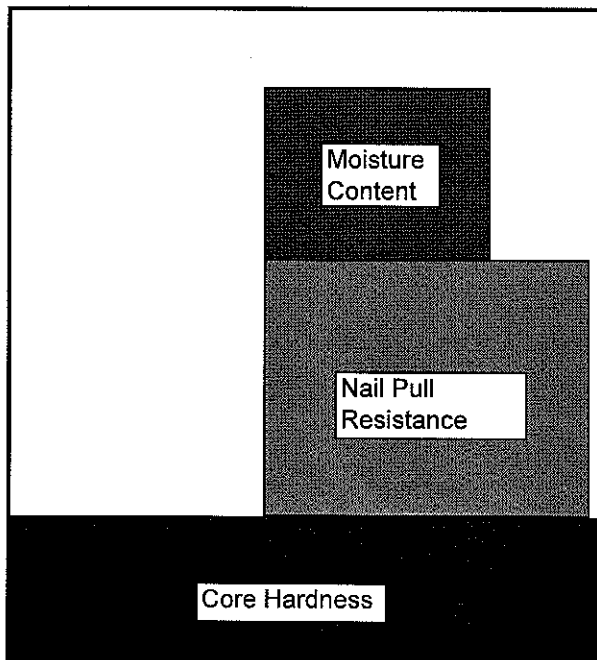 Moisture
Content
Nail Pull
Resistance
Core Hardness